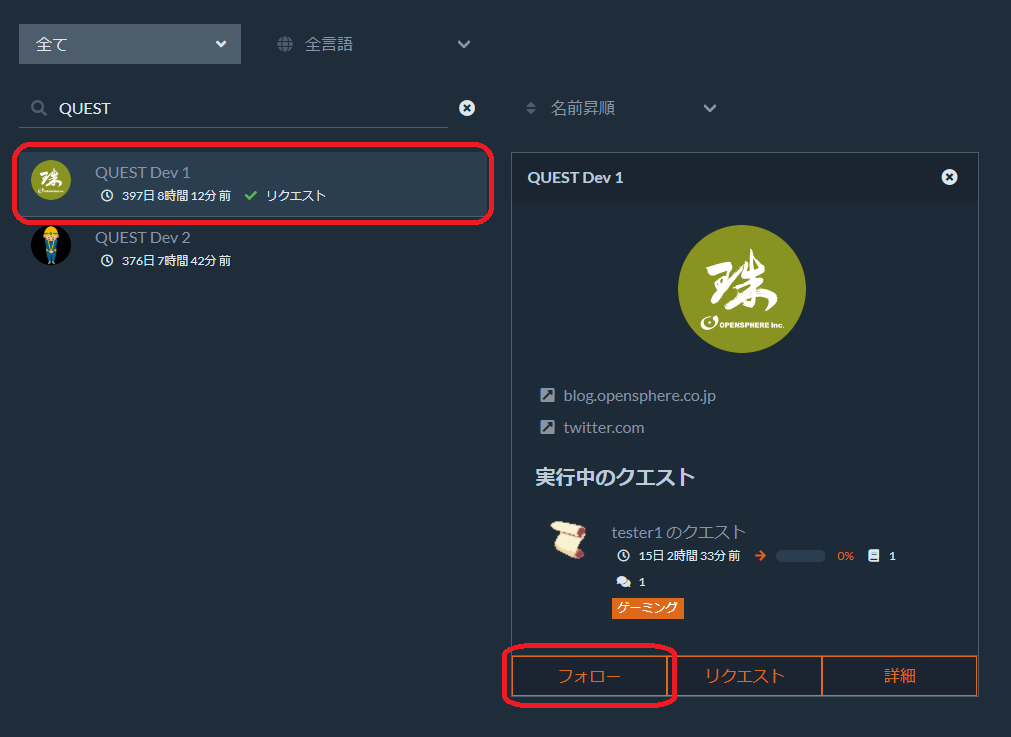 全て
全言語
QUEST
名前昇順
QUEST Dev 1
397日 8時間 12分 前 リクエスト
QUEST Dev 2
376日 7時間 42分 前
QUEST Dev 1
珠
OPENSPHERE Inc.
blog.opensphere.co.jp
twitter.com
実行中のクエスト
tester1 のクエスト
15日 2時間 33分 前 0% 1
1
ゲーミング
フォロー リクエスト 詳細